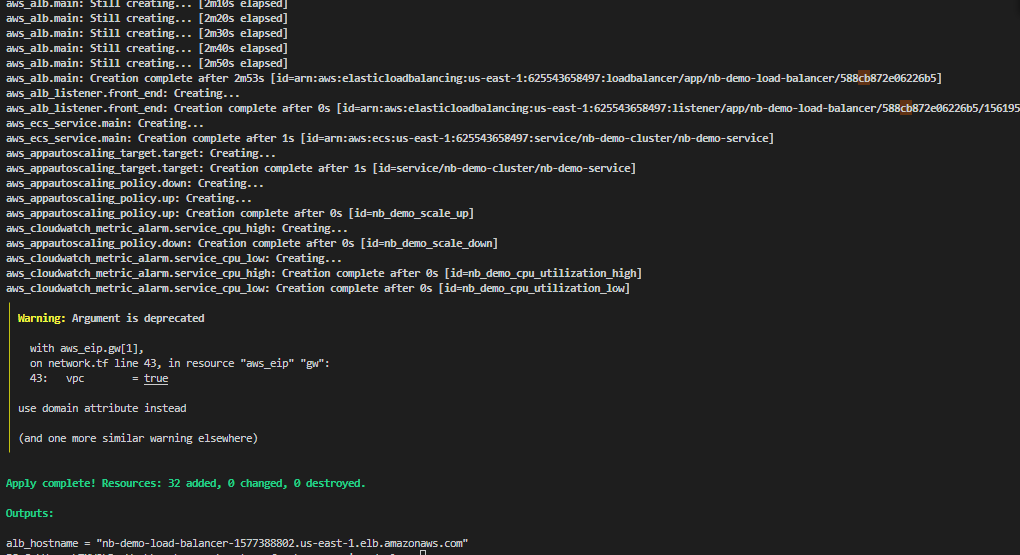 aws_alb.main: Still creating... [2m10s elapsed]
aws_alb.main: Still creating... [2m20s elapsed]
aws_alb.main: Still creating... [2m30s elapsed]
aws_alb.main: Still creating... [2m40s elapsed]
aws_alb.main: Still creating... [2m50s elapsed]
aws_alb.main: Creation complete after 2m53s [id=arn:aws:elasticloadbalancing:us-east-1:625543658497:loadbalancer/app/nb-demo-load-balancer/588cb872e06226b5]
aws_alb_listener.front_end: Creating...
aws_alb_listener.front_end: Creation complete after 0s [id=arn:aws:elasticloadbalancing:us-east-1:625543658497:listener/app/nb-demo-load-balancer/588cb872e06226b5/156195
aws_ecs_service.main: Creating...
aws_ecs_service.main: Creation complete after 1s [id=arn:aws:ecs:us-east-1:625543658497:service/nb-demo-cluster/nb-demo-service]
aws_appautoscaling_target.target: Creating...
aws_appautoscaling_target.target: Creation complete after 1s [id=service/nb-demo-cluster/nb-demo-service]
aws_appautoscaling_policy.down: Creating...
aws_appautoscaling_policy.up: Creating...
aws_appautoscaling_policy.up: Creation complete after 0s [id=nb_demo_scale_up]
aws_cloudwatch_metric_alarm.service_cpu_high: Creating...
aws_appautoscaling_policy.down: Creation complete after 0s [id=nb_demo_scale_down]
aws_cloudwatch_metric_alarm.service_cpu_low: Creating...
aws_cloudwatch_metric_alarm.service_cpu_high: Creation complete after 0s [id=nb_demo_cpu_utilization_high]
aws_cloudwatch_metric_alarm.service_cpu_low: Creation complete after 0s [id=nb_demo_cpu_utilization_low]
Warning: Argument is deprecated
with aws_eip.gw[1],
on network.tf line 43, in resource "aws_eip" "gw":
43:   vpc        = true
use domain attribute instead
(and one more similar warning elsewhere)
Apply complete! Resources: 32 added, 0 changed, 0 destroyed.
Outputs:
alb_hostname = "nb-demo-load-balancer-1577388802.us-east-1.elb.amazonaws.com"